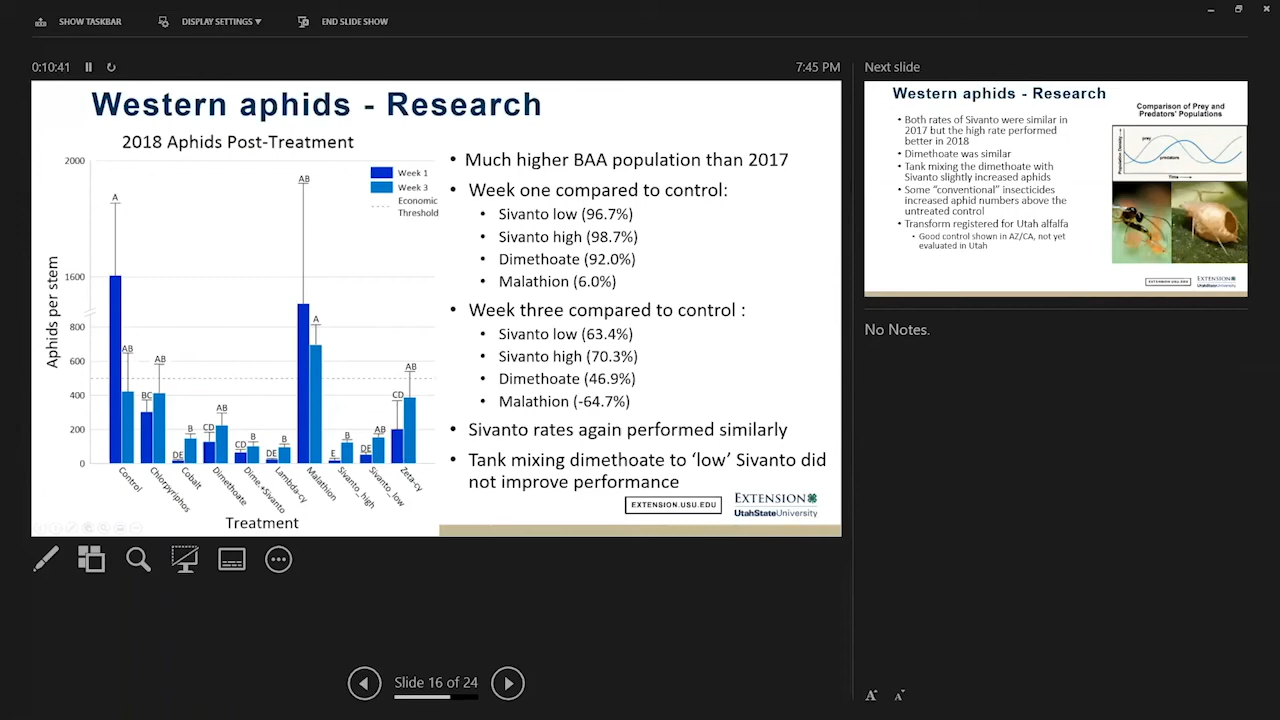 SHOW TASKBAR
DISPLAY SETTINGS ▼
END SLIDE SHOW
0:10:41
7:45 PM
Western aphids - Research
2018 Aphids Post-Treatment
2000
1600
800
600
400
200
0
Aphids per stem
Week 1
Week 3
Economic
Threshold
A
AB
BC
AB
DE
B
CD
AB
CD
B
DE
B
AB
A
E
B
DE
AB
CD
AB
Control
Chlorpyriphos
Cobalt
Dimethoate
Dime.+Sivanto
Lambda-cy
Malathion
Sivanto_high
Sivanto_low
Zeta-cy
Treatment
• Much higher BAA population than 2017
• Week one compared to control:
• Sivanto low (96.7%)
• Sivanto high (98.7%)
• Dimethoate (92.0%)
• Malathion (6.0%)
• Week three compared to control :
• Sivanto low (63.4%)
• Sivanto high (70.3%)
• Dimethoate (46.9%)
• Malathion (-64.7%)
• Sivanto rates again performed similarly
• Tank mixing dimethoate to ‘low’ Sivanto did
not improve performance
EXTENSION.USU.EDU
EXTENSION
UtahStateUniversity
Slide 16 of 24
Next slide
Western aphids - Research
• Both rates of Sivanto were similar in
2017 but the high rate performed
better in 2018
• Dimethoate was similar
• Tank mixing the dimethoate with
Sivanto slightly increased aphids
• Some “conventional” insecticides
increased aphid numbers above the
untreated control
• Transform registered for Utah alfalfa
• Good control shown in AZ/CA, not yet
evaluated in Utah
Comparison of Prey and
Predators' Populations
Population Density
prey
predators
Time
EXTENSION.USU.EDU
EXTENSION
UtahStateUniversity
No Notes.
A
A